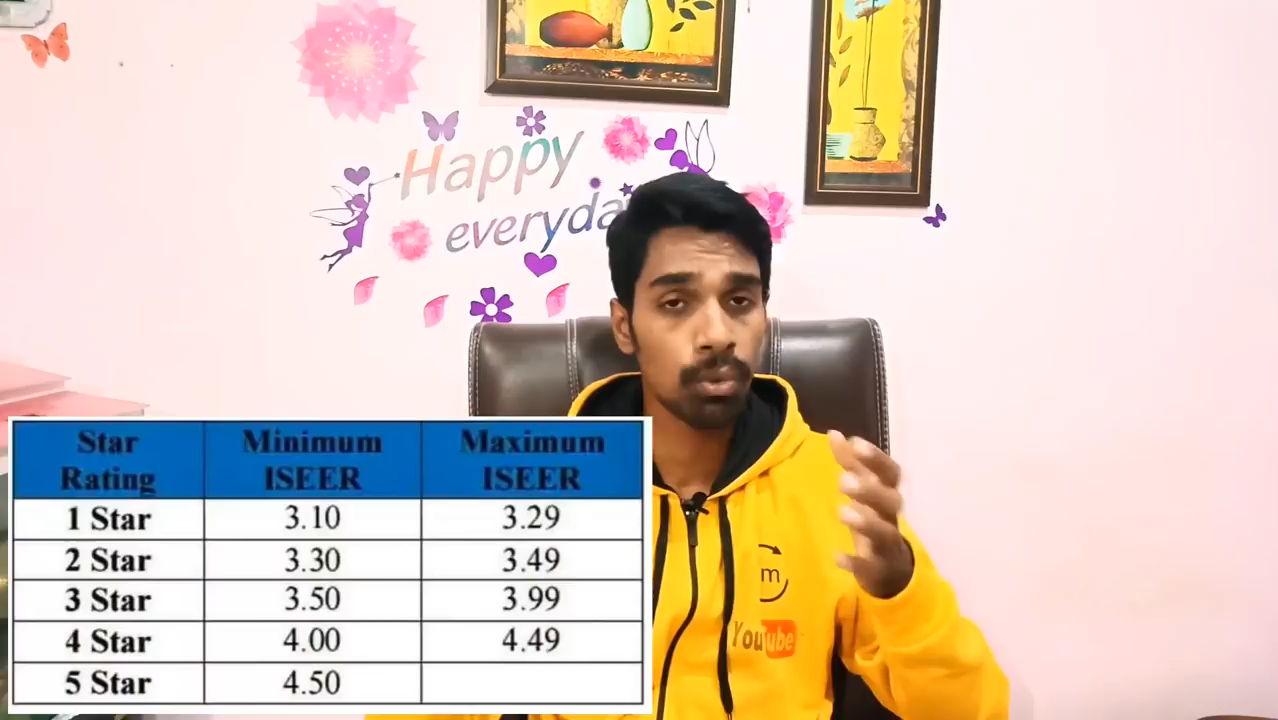 Happy
everyday
m
YouTube
Star Rating Minimum ISEER Maximum ISEER
1 Star 3.10 3.29
2 Star 3.30 3.49
3 Star 3.50 3.99
4 Star 4.00 4.49
5 Star 4.50